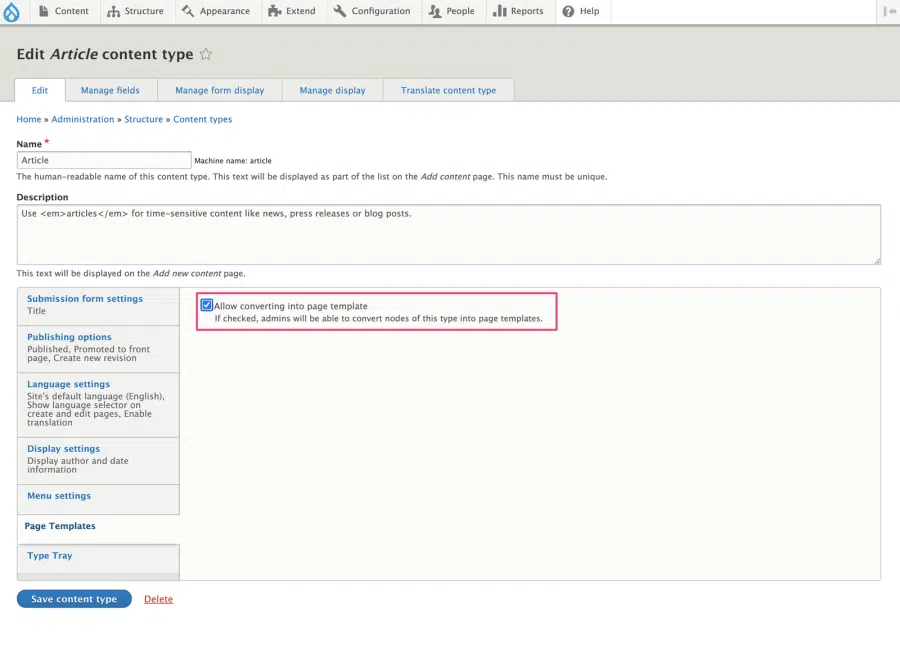 Content Structure Appearance Extend Configuration People Reports Help
Edit Article content type
Edit Manage fields Manage form display Manage display Translate content type
Home » Administration » Structure » Content types
Name *
Article Machine name: article
The human-readable name of this content type. This text will be displayed as part of the list on the Add content page. This name must be unique.
Description
Use <em>articles</em> for time-sensitive content like news, press releases or blog posts.
This text will be displayed on the Add new content page.
Submission form settings
Title
Publishing options
Published, Promoted to front
page, Create new revision
Language settings
Site's default language (English),
Show language selector on
create and edit pages, Enable
translation
Display settings
Display author and date
information
Menu settings
Page Templates
Type Tray
Allow converting into page template
If checked, admins will be able to convert nodes of this type into page templates.
Save content type Delete